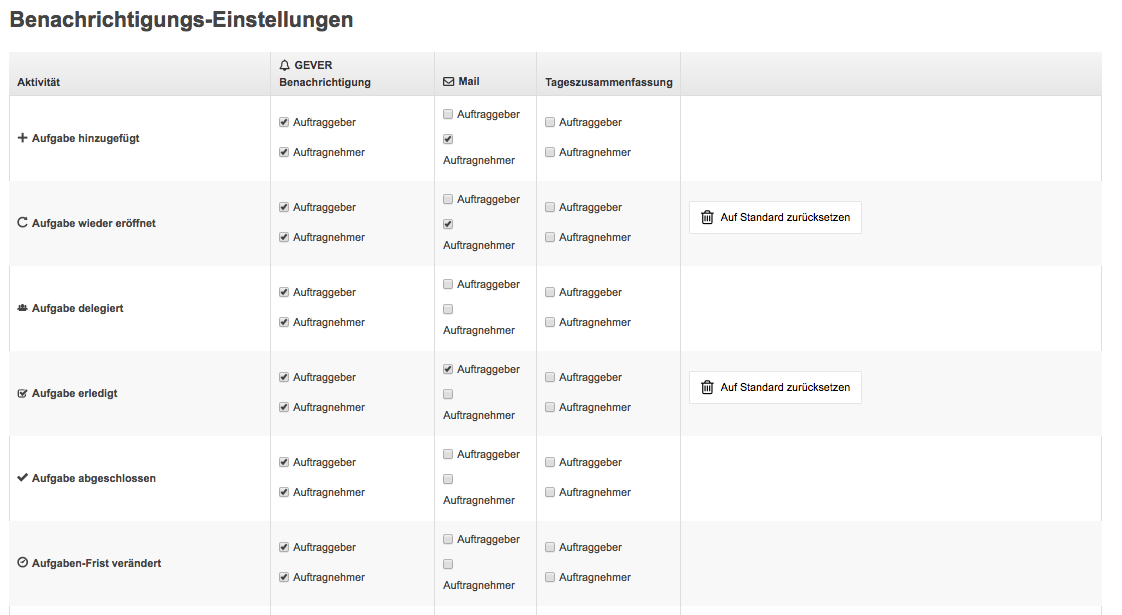 Benachrichtigungs-Einstellungen
Aktivität
GEVER
Benachrichtigung
Mail
Tageszusammenfassung
Aufgabe hinzugefügt
Auftraggeber
Auftragnehmer
Auftraggeber
Auftragnehmer
Auftraggeber
Auftragnehmer
Aufgabe wieder eröffnet
Auftraggeber
Auftragnehmer
Auftraggeber
Auftragnehmer
Auftraggeber
Auftragnehmer
Auf Standard zurücksetzen
Aufgabe delegiert
Auftraggeber
Auftragnehmer
Auftraggeber
Auftragnehmer
Auftraggeber
Auftragnehmer
Aufgabe erledigt
Auftraggeber
Auftragnehmer
Auftraggeber
Auftragnehmer
Auftraggeber
Auftragnehmer
Auf Standard zurücksetzen
Aufgabe abgeschlossen
Auftraggeber
Auftragnehmer
Auftraggeber
Auftragnehmer
Auftraggeber
Auftragnehmer
Aufgaben-Frist verändert
Auftraggeber
Auftragnehmer
Auftraggeber
Auftragnehmer
Auftraggeber
Auftragnehmer